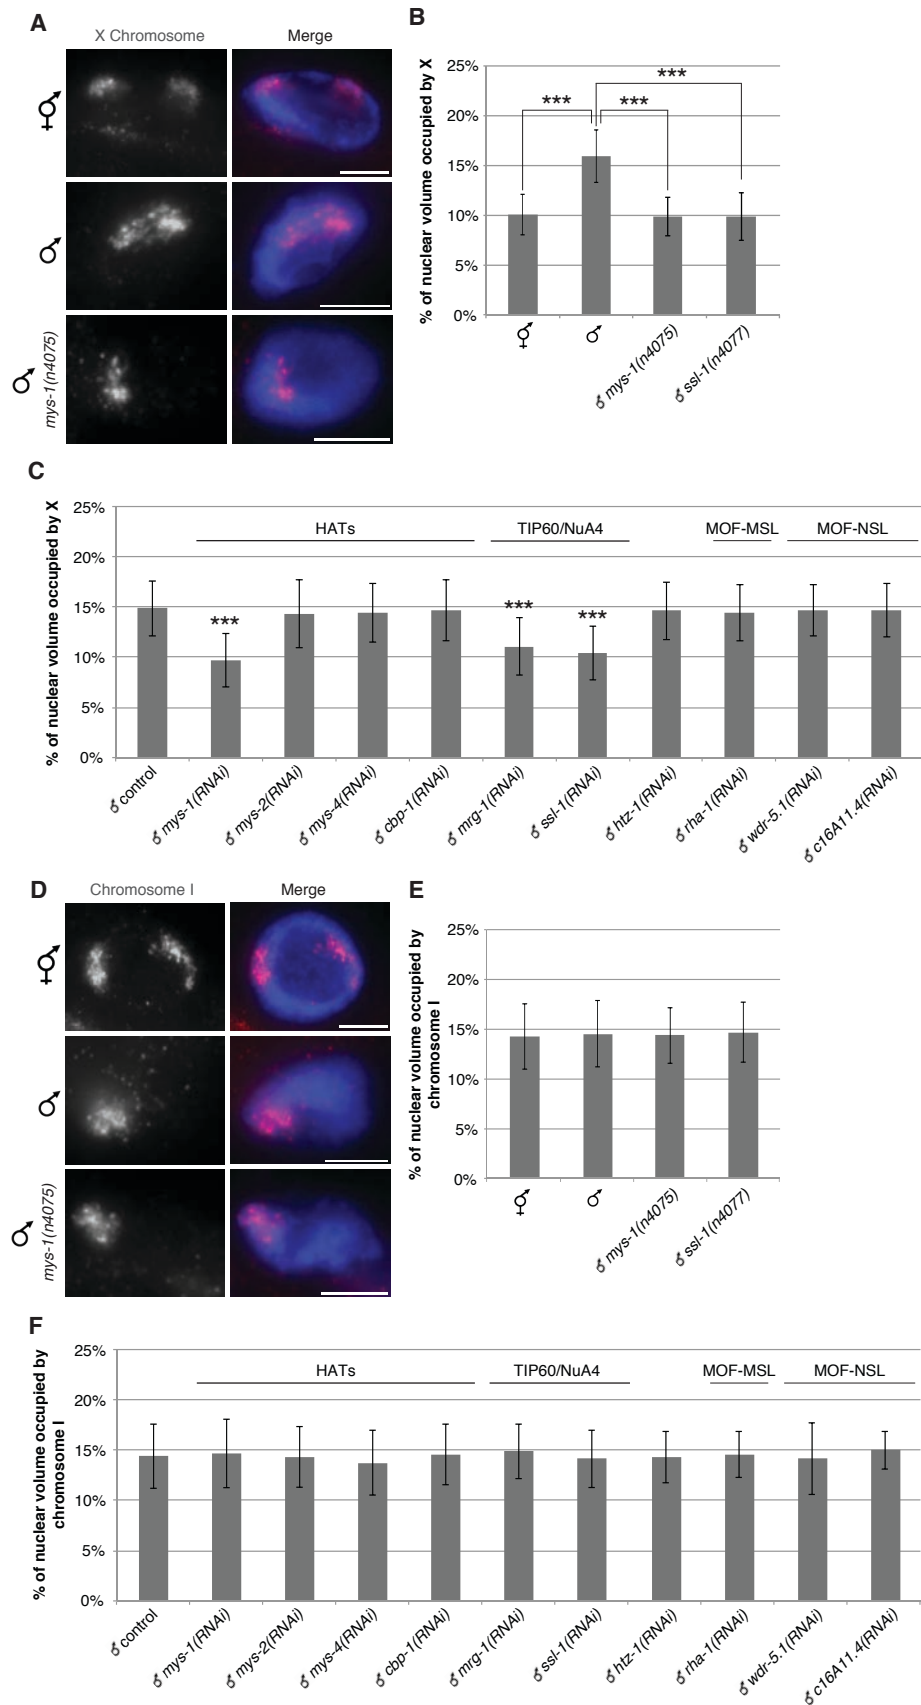 A
X Chromosome Merge
⚥
♂
♂ mys-1(n4075)
B
% of nuclear volume occupied by X
25%
20%
15%
10%
5%
0%
*** *** ***
⚥
♂
♂ mys-1(n4075)
♂ ssl-1(n4077)
C
% of nuclear volume occupied by X
25%
20%
15%
10%
5%
0%
HATs TIP60/NuA4 MOF-MSL MOF-NSL
*** *** ***
♂ control
♂ mys-1(RNAi)
♂ mys-2(RNAi)
♂ mys-4(RNAi)
♂ cbp-1(RNAi)
♂ mrg-1(RNAi)
♂ ssl-1(RNAi)
♂ htz-1(RNAi)
♂ rha-1(RNAi)
♂ wdr-5.1(RNAi)
♂ c16A11.4(RNAi)
D
Chromosome I Merge
⚥
♂
♂ mys-1(n4075)
E
% of nuclear volume occupied by
chromosome I
25%
20%
15%
10%
5%
0%
⚥
♂
♂ mys-1(n4075)
♂ ssl-1(n4077)
F
% of nuclear volume occupied by
chromosome I
25%
20%
15%
10%
5%
0%
HATs TIP60/NuA4 MOF-MSL MOF-NSL
♂ control
♂ mys-1(RNAi)
♂ mys-2(RNAi)
♂ mys-4(RNAi)
♂ cbp-1(RNAi)
♂ mrg-1(RNAi)
♂ ssl-1(RNAi)
♂ htz-1(RNAi)
♂ rha-1(RNAi)
♂ wdr-5.1(RNAi)
♂ c16A11.4(RNAi)